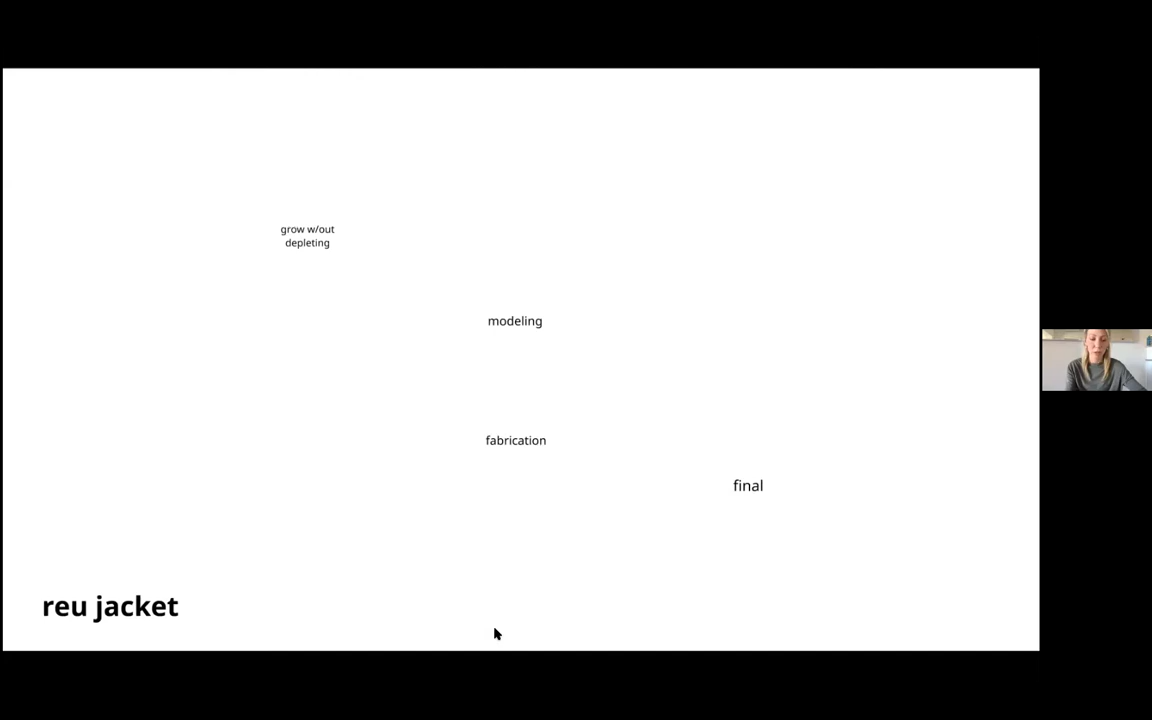 grow w/out
depleting
modeling
fabrication
final
reu jacket